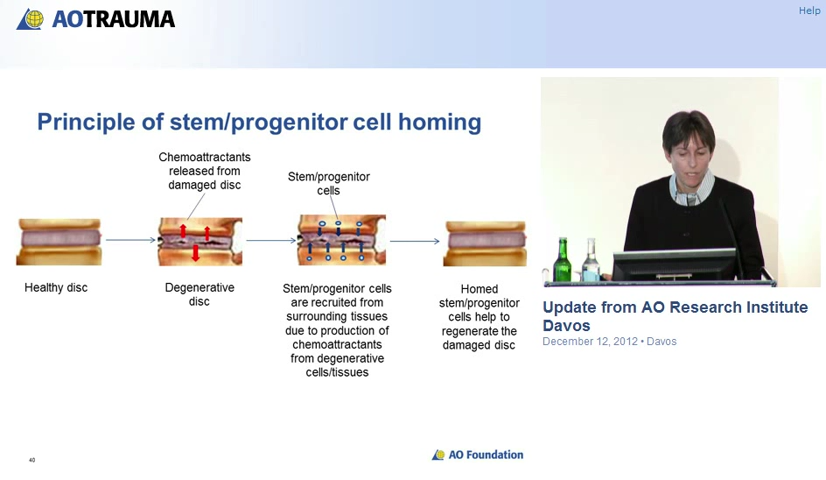 AOTRAUMA
Help
Principle of stem/progenitor cell homing
Chemoattractants
released from
damaged disc
Stem/progenitor
cells
Healthy disc
Degenerative
disc
Stem/progenitor cells
are recruited from
surrounding tissues
due to production of
chemoattractants
from degenerative
cells/tissues
Homed
stem/progenitor
cells help to
regenerate the
damaged disc
40
AO Foundation
Update from AO Research Institute
Davos
December 12, 2012 • Davos